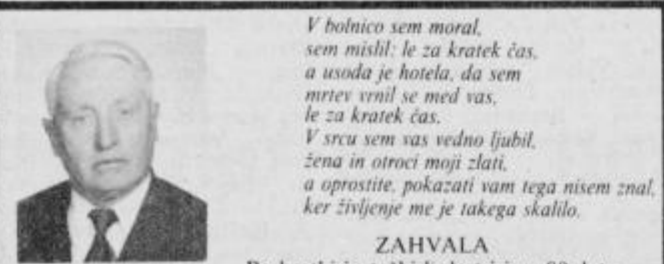 V bolnico sem moral,
sem mislil: le za kratek čas,
a usoda je hotela, da sem
mrtev vrnil se med vas,
le za kratek čas.
V srcu sem vas vedno ljubil,
žena in otroci moji zlati,
a oprostite, pokazati vam tega nisem znal,
ker življenje me je takega skalilo.
ZAHVALA